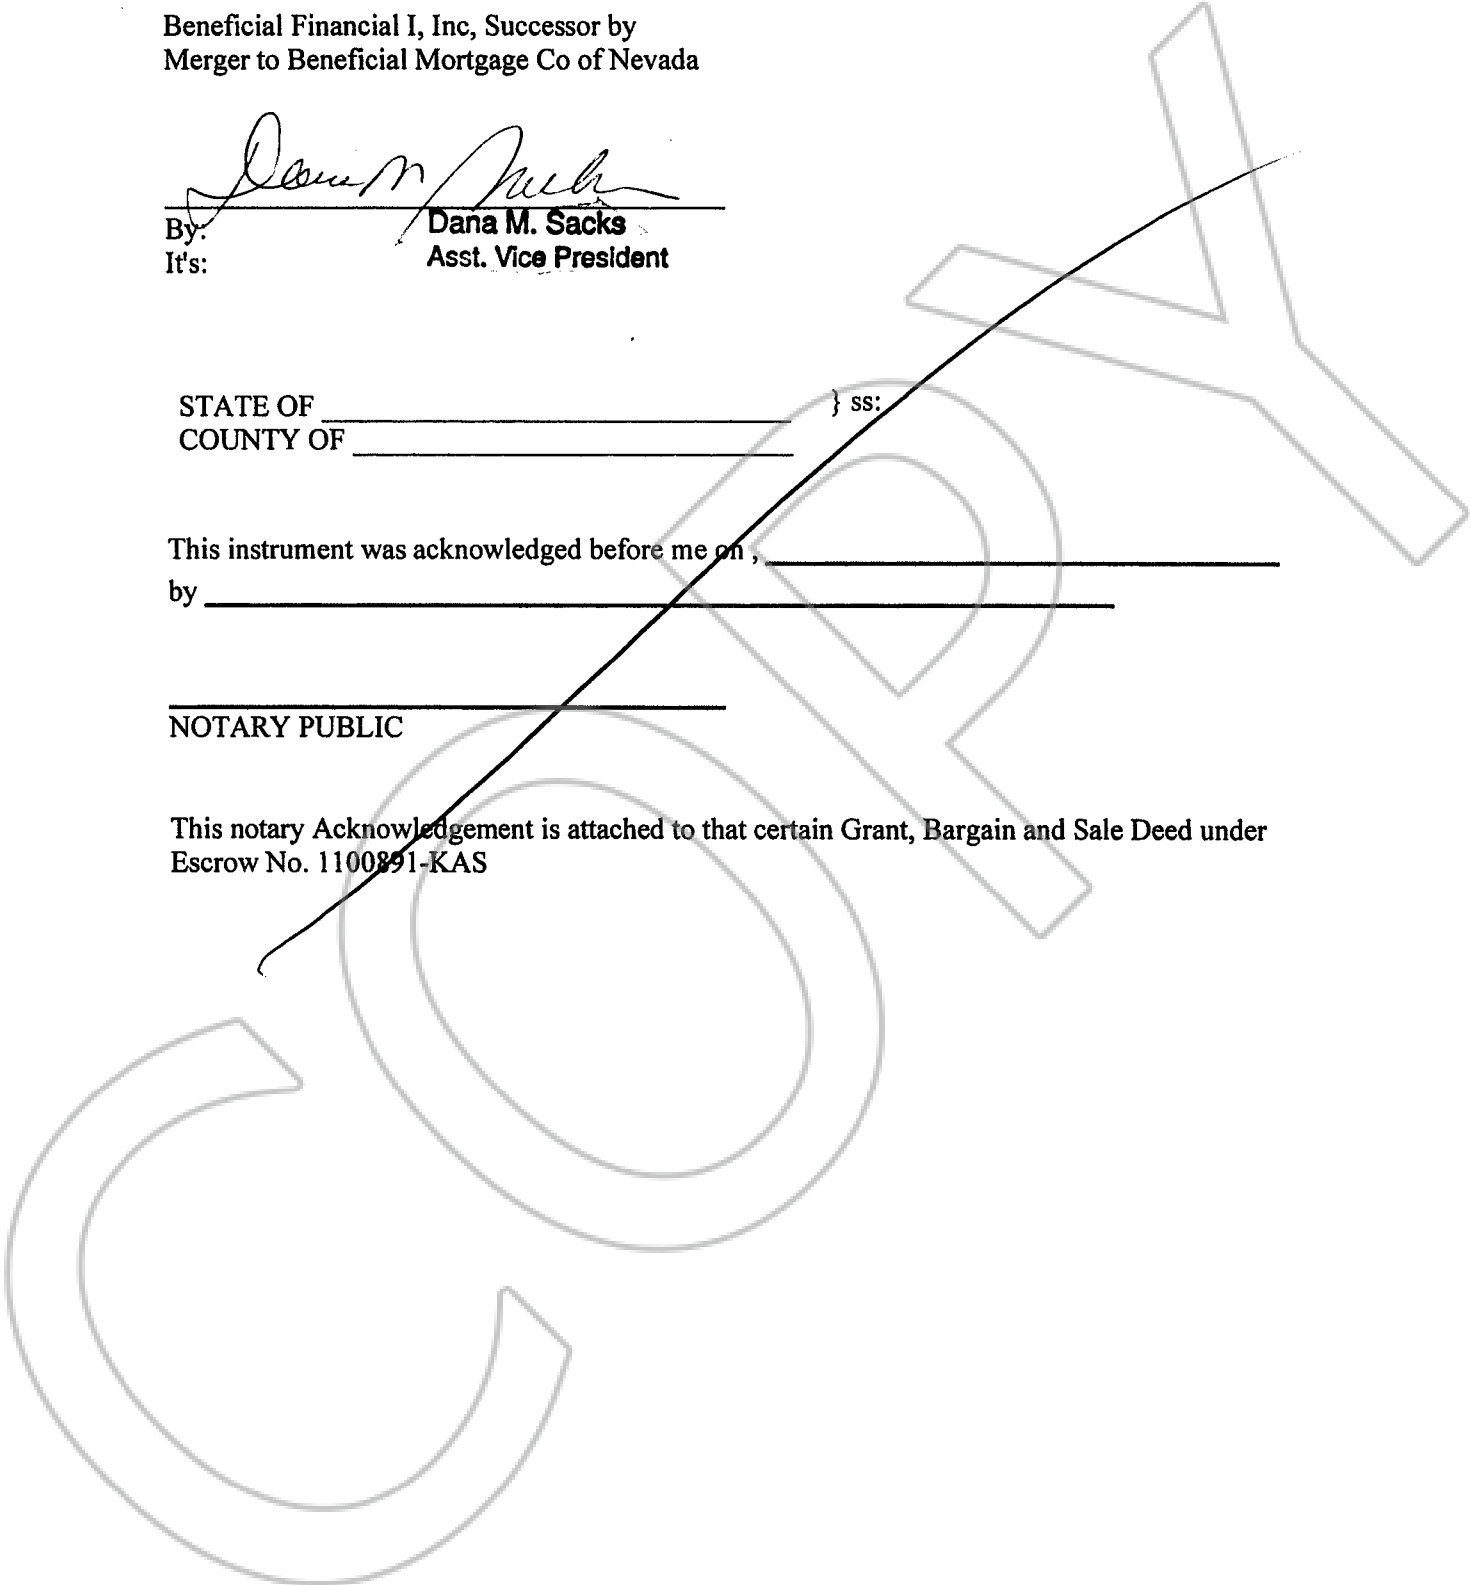 Beneficial Financial I, Inc, Successor by
Merger to Beneficial Mortgage Co of Nevada
By:
Dana M. Sacks
It's:
Asst. Vice President
STATE OF
} ss:
COUNTY OF
This instrument was acknowledged before me on ,
by
NOTARY PUBLIC
This notary Acknowledgement is attached to that certain Grant, Bargain and Sale Deed under
Escrow No. 1100891-KAS
COPY